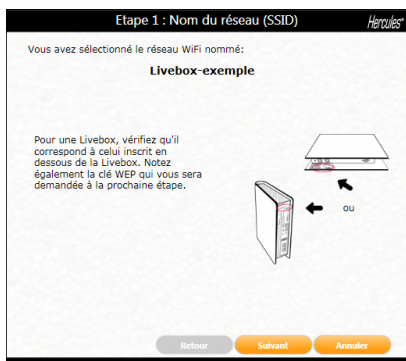 Etape 1 : Nom du réseau (SSID)
Hercules
Vous avez sélectionné le réseau WiFi nommé:
Livebox-exemple
Pour une Livebox, vérifiez qu'il
correspond à celui inscrit en
dessous de la Livebox. Notez
également la clé WEP qui vous sera
demandée à la prochaine étape.
ou
Retour
Suivant
Annuler